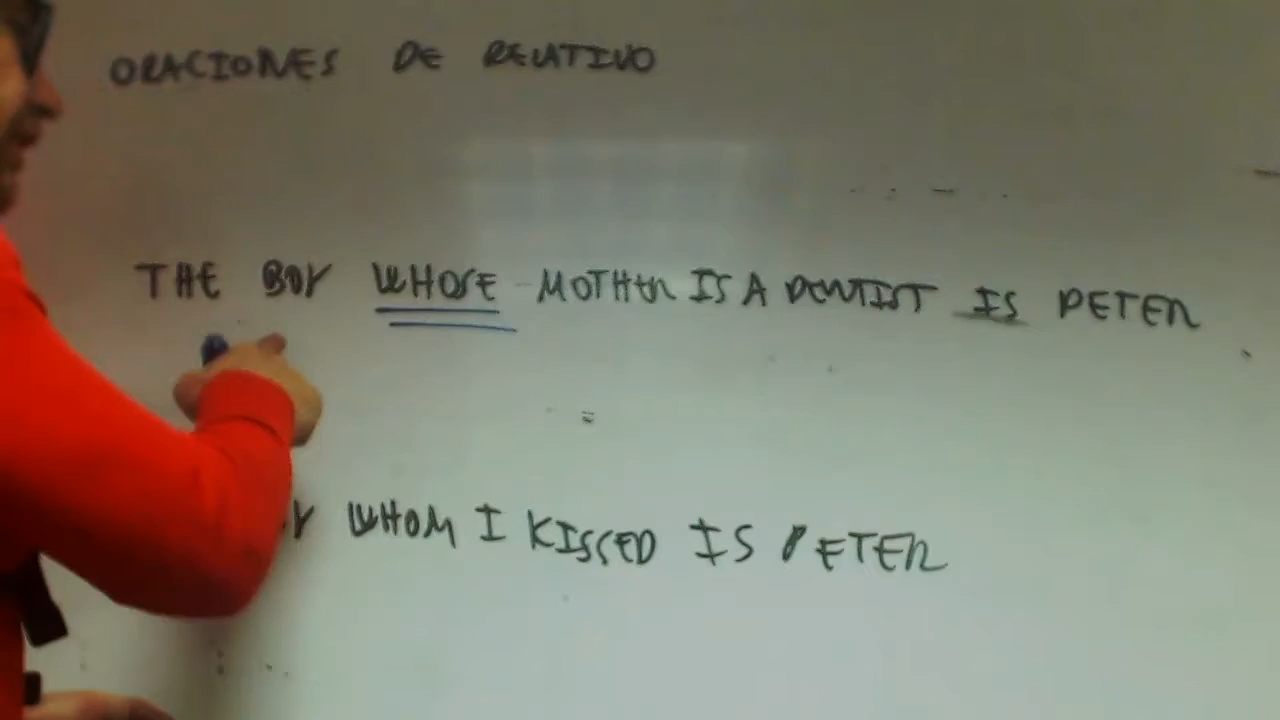 ORACIONES DE RELATIVO
THE BOY WHOSE MOTHER IS A DENTIST IS PETER
Y WHOM I KISSED IS PETER